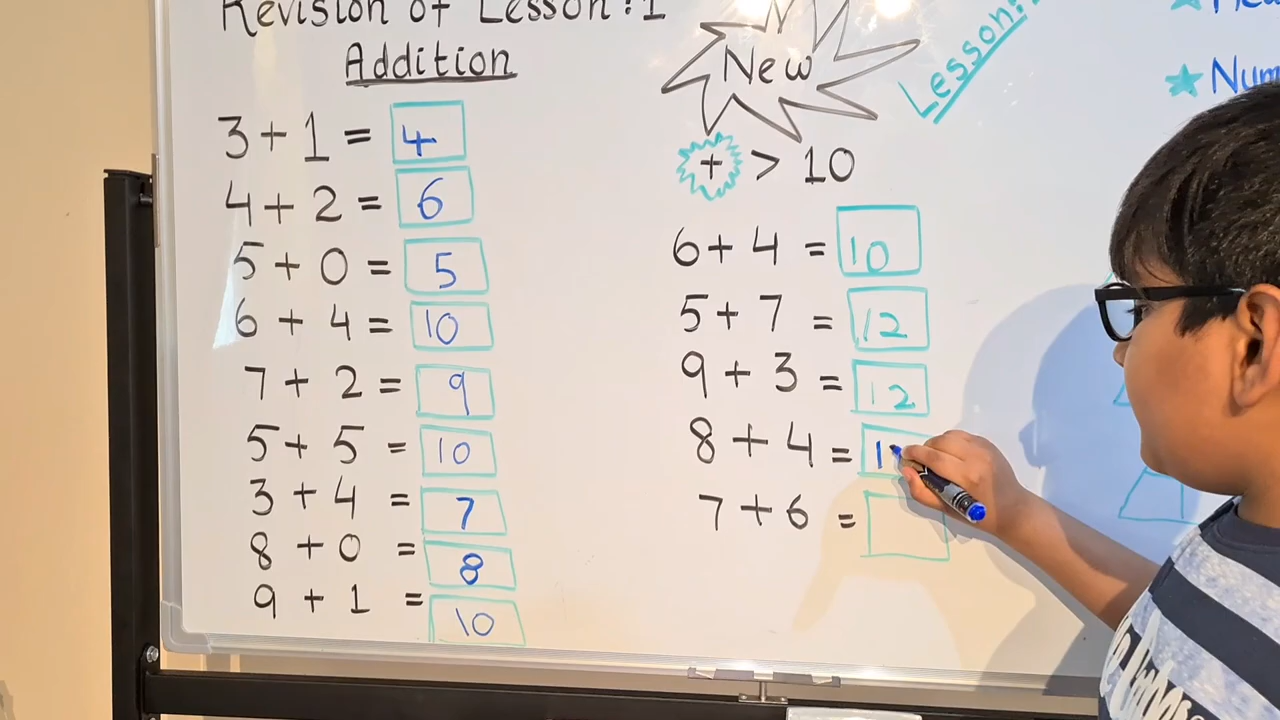 Revision of Lesson: 1
Addition
3 + 1 = 4
4 + 2 = 6
5 + 0 = 5
6 + 4 = 10
7 + 2 = 9
5 + 5 = 10
3 + 4 = 7
8 + 0 = 8
9 + 1 = 10
New
Lesson:
+ > 10
6 + 4 = 10
5 + 7 = 12
9 + 3 = 12
8 + 4 = 1
7 + 6 =